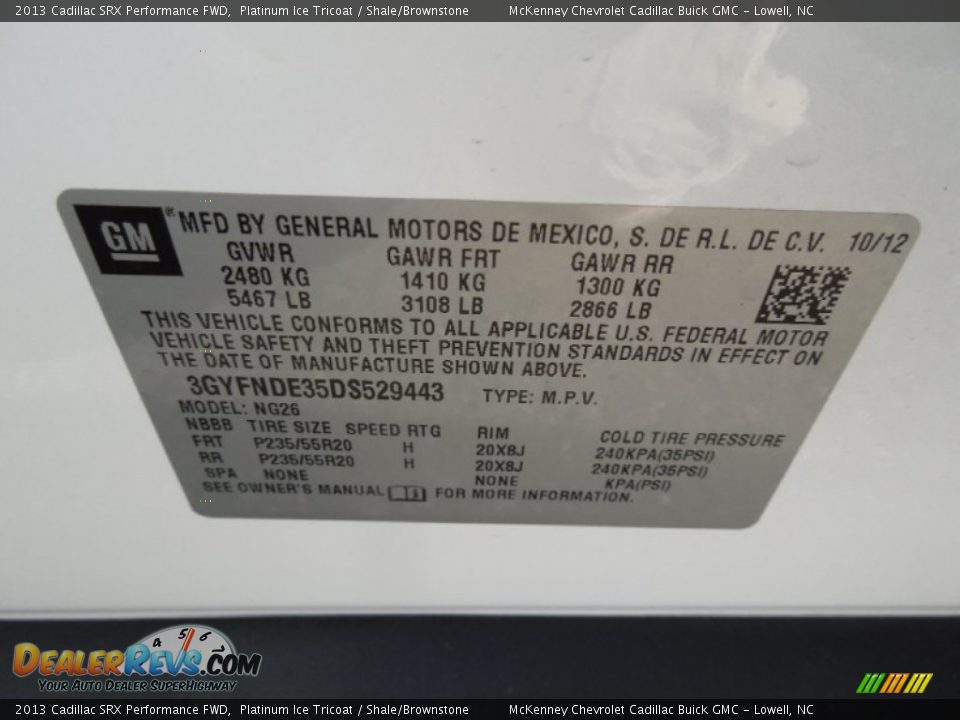 2013 Cadillac SRX Performance FWD, Platinum Ice Tricoat / Shale/Brownstone McKenney Chevrolet Cadillac Buick GMC - Lowell, NC
GM® MFD BY GENERAL MOTORS DE MEXICO, S. DE R.L. DE C.V. 10/12
GVWR GAWR FRT GAWR RR
2480 KG 1410 KG 1300 KG
5467 LB 3108 LB 2866 LB
THIS VEHICLE CONFORMS TO ALL APPLICABLE U.S. FEDERAL MOTOR
VEHICLE SAFETY AND THEFT PREVENTION STANDARDS IN EFFECT ON
THE DATE OF MANUFACTURE SHOWN ABOVE.
3GYFNDE35DS529443 TYPE: M.P.V.
MODEL: NG26
NBBB TIRE SIZE SPEED RTG RIM COLD TIRE PRESSURE
FRT P235/55R20 H 20X8J 240KPA(35PSI)
RR P235/55R20 H 20X8J 240KPA(35PSI)
SPA NONE NONE KPA(PSI)
SEE OWNER'S MANUAL FOR MORE INFORMATION.
4 5 6
DEALERREVS.COM
YOUR AUTO DEALER SUPERHIGHWAY
2013 Cadillac SRX Performance FWD, Platinum Ice Tricoat / Shale/Brownstone McKenney Chevrolet Cadillac Buick GMC - Lowell, NC